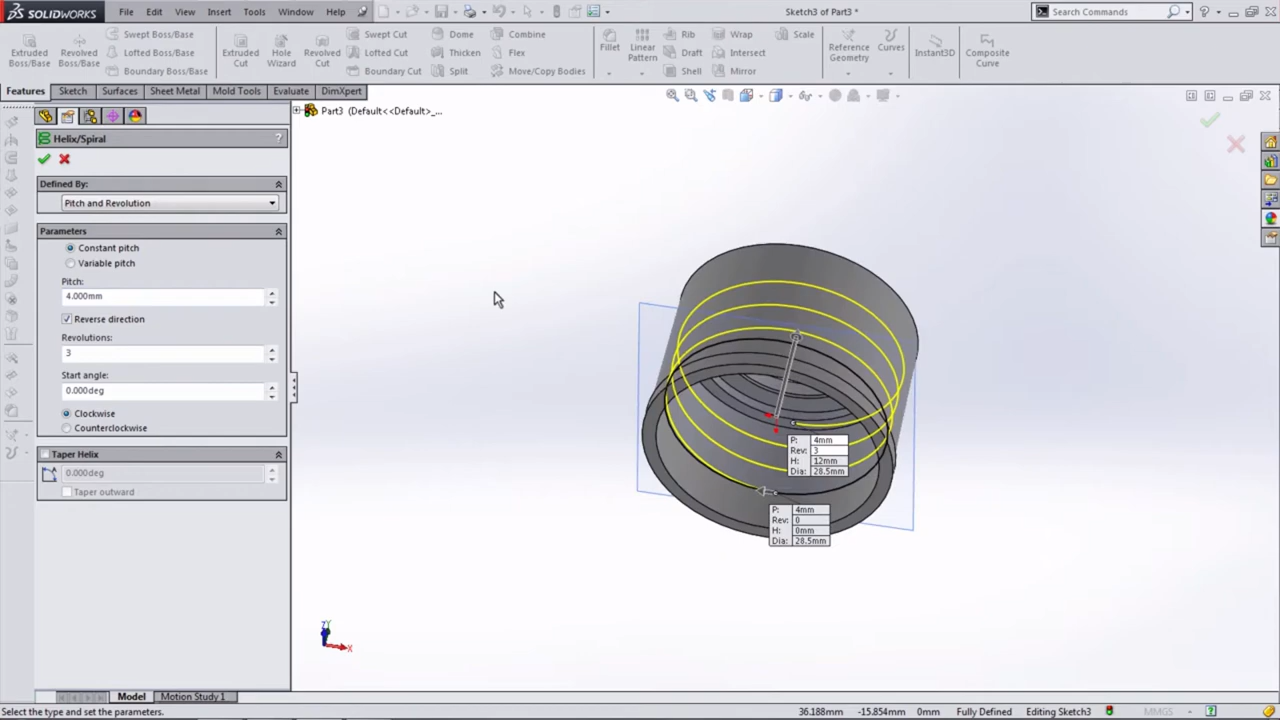 SOLIDWORKS
File Edit View Insert Tools Window Help
Sketch3 of Part3 *
Search Commands
Extruded Boss/Base
Revolved Boss/Base
Swept Boss/Base
Lofted Boss/Base
Boundary Boss/Base
Extruded Cut
Hole Wizard
Revolved Cut
Swept Cut
Lofted Cut
Boundary Cut
Dome
Thicken
Split
Combine
Flex
Move/Copy Bodies
Fillet
Linear Pattern
Rib
Draft
Shell
Wrap
Intersect
Mirror
Scale
Reference Geometry
Curves
Instant3D
Composite Curve
Features Sketch Surfaces Sheet Metal Mold Tools Evaluate DimXpert
Part3 (Default<<Default>_...
Helix/Spiral
?
Defined By:
Pitch and Revolution
Parameters
Constant pitch
Variable pitch
Pitch:
4.000mm
Reverse direction
Revolutions:
3
Start angle:
0.000deg
Clockwise
Counterclockwise
Taper Helix
0.000deg
Taper outward
P: 4mm
Rev: 3
H: 12mm
Dia: 28.5mm
P: 4mm
Rev: 0
H: 0mm
Dia: 28.5mm
X
Model Motion Study 1
Select the type and set the parameters.
36.188mm -15.854mm 0mm Fully Defined Editing Sketch3 MMGS